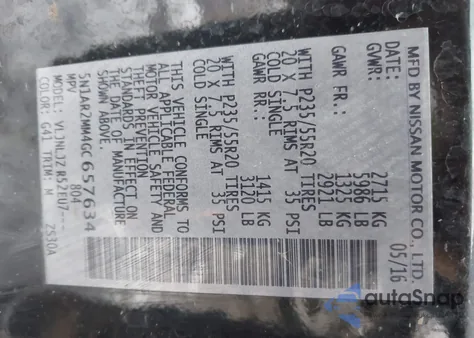 MFD BY NISSAN MOTOR CO., LTD.
DATE: 05/16
GVWR: 2715 KG
5986 LB
GAWR FR.: 1325 KG
2921 LB
WITH P235/55R20 TIRES
20 X 7.5 RIMS AT 35 PSI
COLD SINGLE
GAWR RR.: 1415 KG
3120 LB
WITH P235/55R20 TIRES
20 X 7.5 RIMS AT 35 PSI
COLD SINGLE
THIS VEHICLE CONFORMS TO
ALL APPLICABLE FEDERAL
MOTOR VEHICLE SAFETY AND
THEFT PREVENTION
STANDARDS IN EFFECT ON
THE DATE OF MANUFACTURE
SHOWN ABOVE.
5N1AR2MM4GC657634
MPV 804
COLOR: G41 TRIM: M 2530A
autoSnap